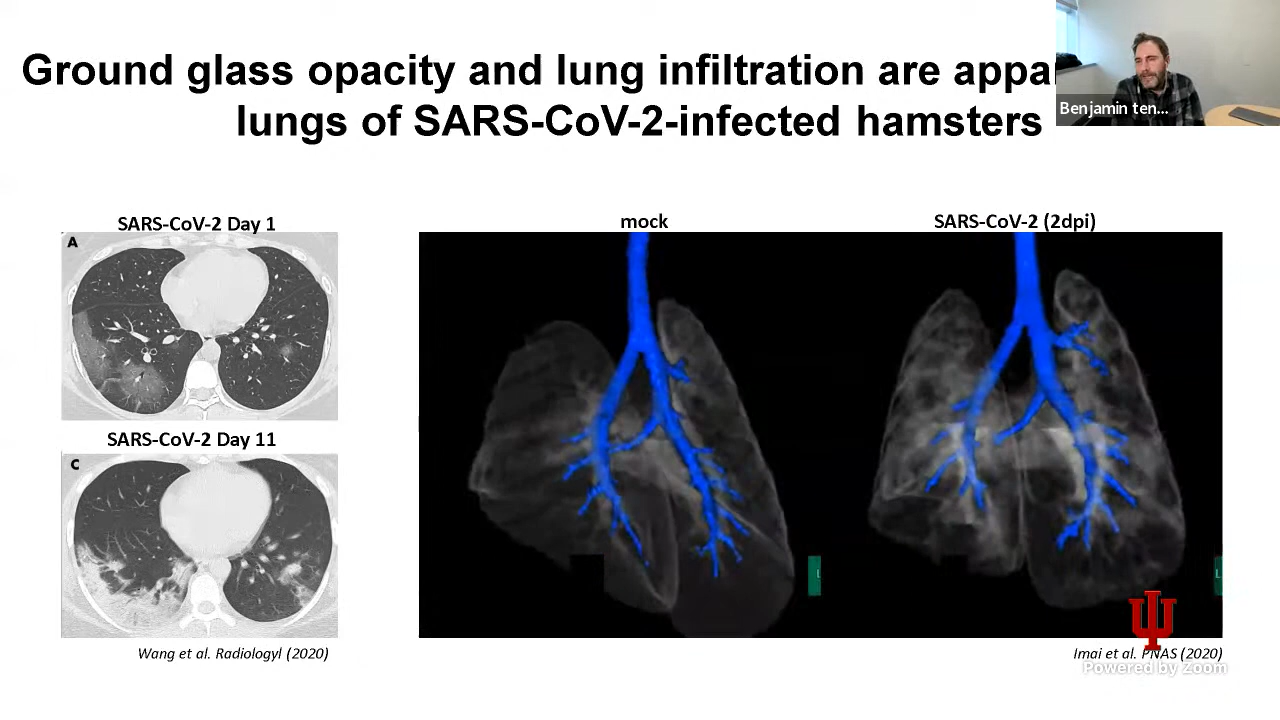 Ground glass opacity and lung infiltration are appa
lungs of SARS-CoV-2-infected hamsters
Benjamin ten...
SARS-CoV-2 Day 1
A
SARS-CoV-2 Day 11
C
Wang et al. Radiologyl (2020)
mock
SARS-CoV-2 (2dpi)
L
L
Imai et al. PNAS (2020)
Powered by Zoom